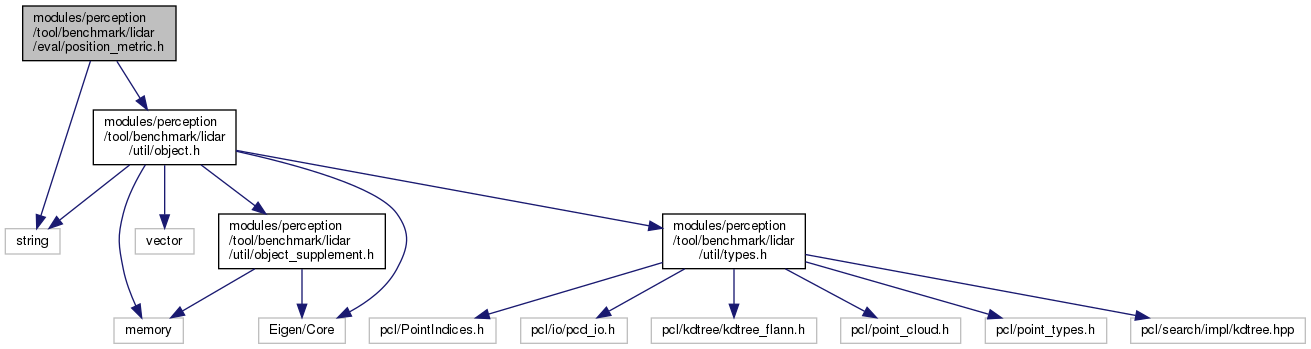 modules/perception
/tool/benchmark/lidar
/eval/position_metric.h
modules/perception
/tool/benchmark/lidar
/util/object.h
string
vector
modules/perception
/tool/benchmark/lidar
/util/object_supplement.h
modules/perception
/tool/benchmark/lidar
/util/types.h
memory
Eigen/Core
pcl/PointIndices.h
pcl/io/pcd_io.h
pcl/kdtree/kdtree_flann.h
pcl/point_cloud.h
pcl/point_types.h
pcl/search/impl/kdtree.hpp